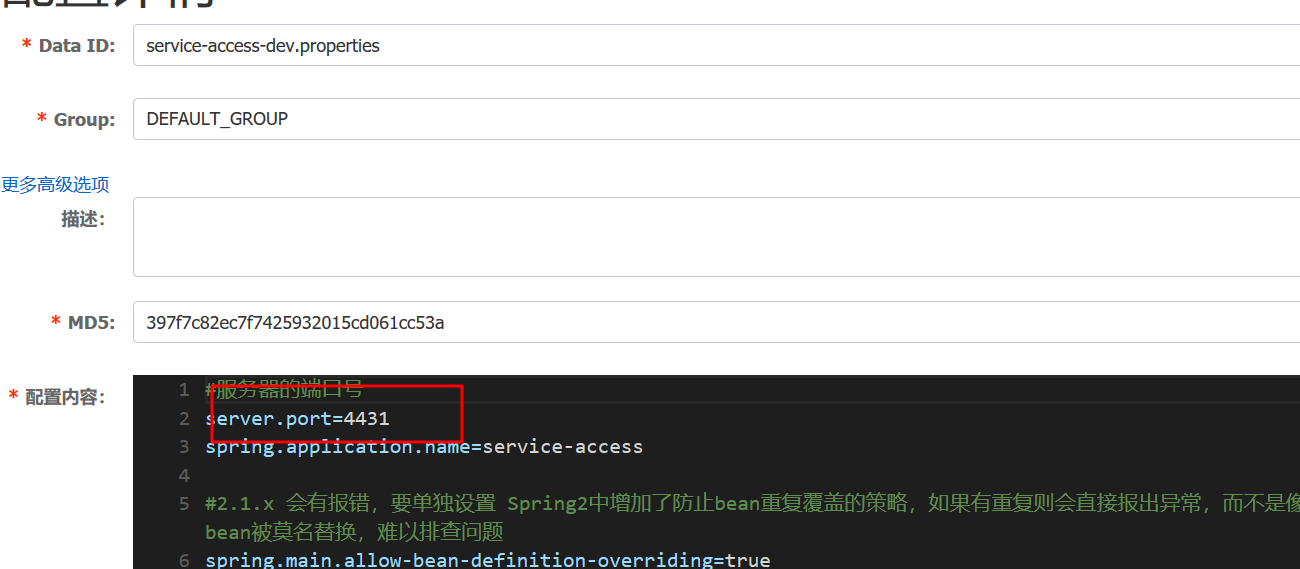 配置详情
* Data ID: service-access-dev.properties
* Group: DEFAULT_GROUP
更多高级选项
描述:
* MD5: 397f7c82ec7f7425932015cd061cc53a
* 配置内容:
1 #服务器的端口号
2 server.port=4431
3 spring.application.name=service-access
4
5 #2.1.x 会有报错，要单独设置 Spring2中增加了防止bean重复覆盖的策略，如果有重复则会直接报出异常，而不是像
bean被莫名替换，难以排查问题
6 spring.main.allow-bean-definition-overriding=true